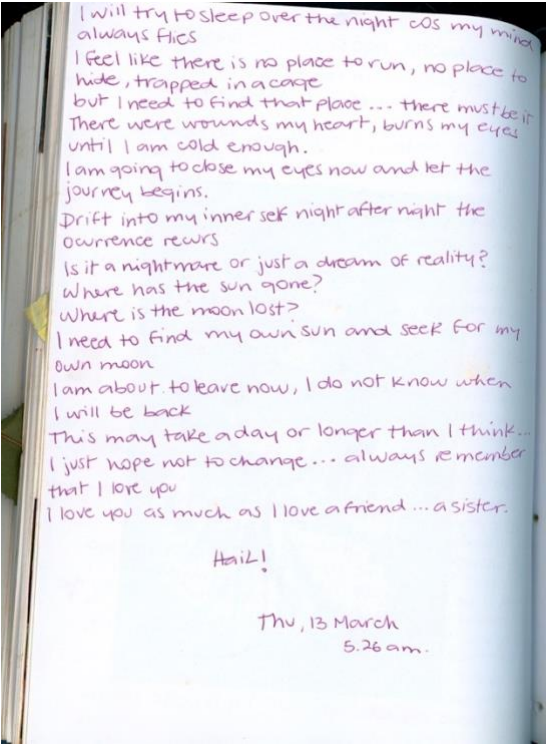 I will try to sleep over the night cos my mind
always flies
I feel like there is no place to run, no place to
hide, trapped in a cage
but I need to find that place ... there must be it
There were wounds my heart, burns my eyes
until I am cold enough.
I am going to close my eyes now and let the
journey begins.
Drift into my inner self night after night the
ocurrence recurs
Is it a nightmare or just a dream of reality?
Where has the sun gone?
Where is the moon lost?
I need to find my own sun and seek for my
own moon
I am about to leave now, I do not know when
I will be back
This may take a day or longer than I think...
I just hope not to change... always remember
that I love you
I love you as much as I love a friend ... a sister.
HaiL!
Thu, 13 March
5.26 am.